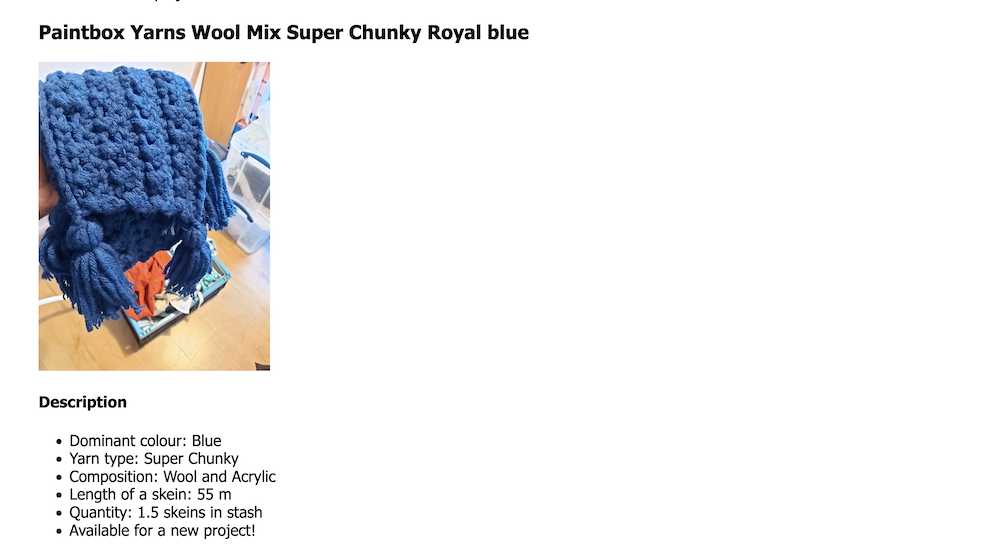 Paintbox Yarns Wool Mix Super Chunky Royal blue
Description
Dominant colour: Blue
Yarn type: Super Chunky
Composition: Wool and Acrylic
Length of a skein: 55 m
Quantity: 1.5 skeins in stash
Available for a new project!